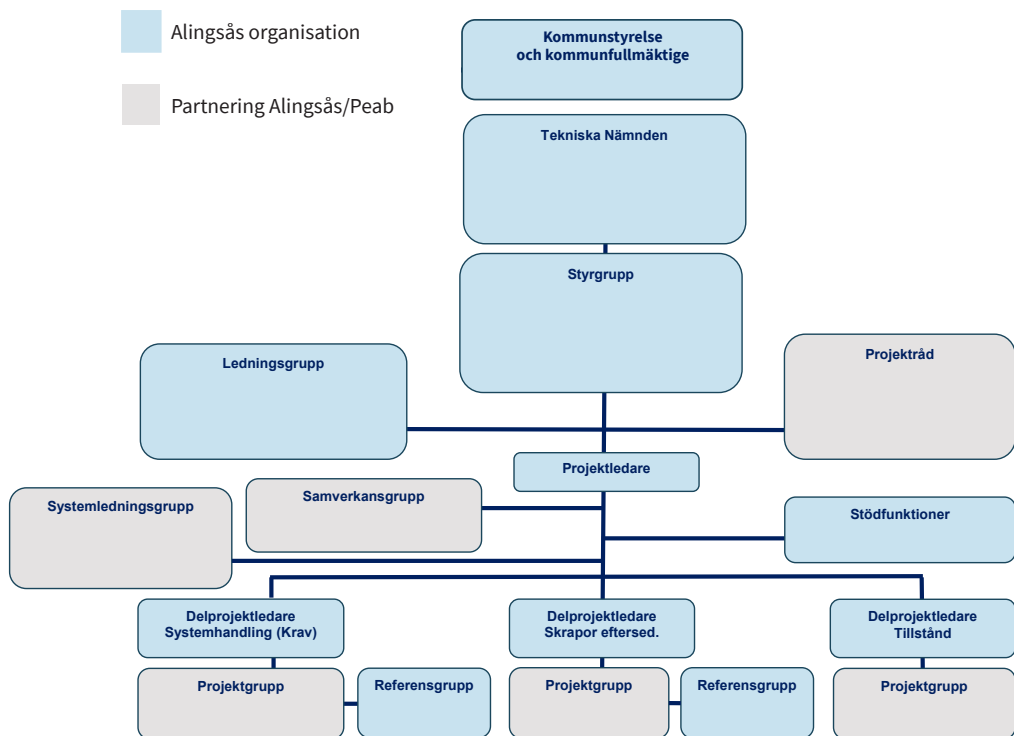 Alingsås organisation
Partnering Alingsås/Peab
Kommunstyrelse
och kommunfullmäktige
Tekniska Nämnden
Styrgrupp
Ledningsgrupp
Projektråd
Projektledare
Systemledningsgrupp
Samverkansgrupp
Stödfunktioner
Delprojektledare
Systemhandling (Krav)
Delprojektledare
Skrapor eftersed.
Delprojektledare
Tillstånd
Projektgrupp
Referensgrupp
Projektgrupp
Referensgrupp
Projektgrupp